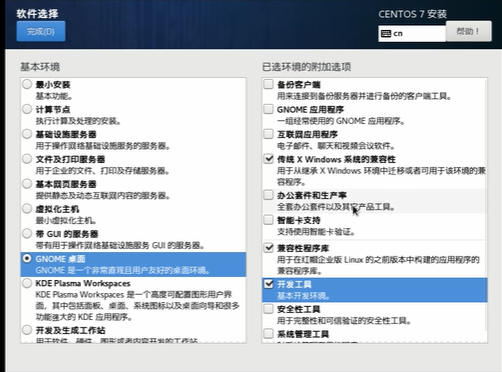 软件选择
CENTOS 7 安装
完成(D)
cn
帮助！
基本环境
已选环境的附加选项
最小安装
基本功能。
计算节点
执行计算及处理的安装。
基础设施服务器
用于操作网络基础设施服务的服务器。
文件及打印服务器
用于企业的文件、打印及存储服务器。
基本网页服务器
提供静态及动态互联网内容的服务器。
虚拟化主机
最小虚拟化主机。
带 GUI 的服务器
带有用于操作网络基础设施服务 GUI 的服务器。
GNOME 桌面
GNOME 是一个非常直观且用户友好的桌面环境。
KDE Plasma Workspaces
KDE Plasma Workspaces 是一个高度可配置图形用户界
面，其中包括面板、桌面、系统图标以及桌面向导和很多
功能强大的 KDE 应用程序。
开发及生成工作站
用于软件、硬件、图形或者内容开发的工作站。
备份客户端
用来连接到备份服务器并进行备份的客户端工具。
GNOME 应用程序
一组经常使用的 GNOME 应用程序。
互联网应用程序
电子邮件、聊天和视频会议软件。
传统 X Windows 系统的兼容性
用于从继承 X Windows 环境中迁移或者可用于该环境的兼
容程序。
办公套件和生产率
全套办公套件以及其它产品工具。
智能卡支持
支持使用智能卡验证。
兼容性程序库
用于在红帽企业版 Linux 的之前版本中构建的应用程序的
兼容程序库。
开发工具
基本开发环境。
安全性工具
用于完整性和可信验证的安全性工具。
系统管理工具